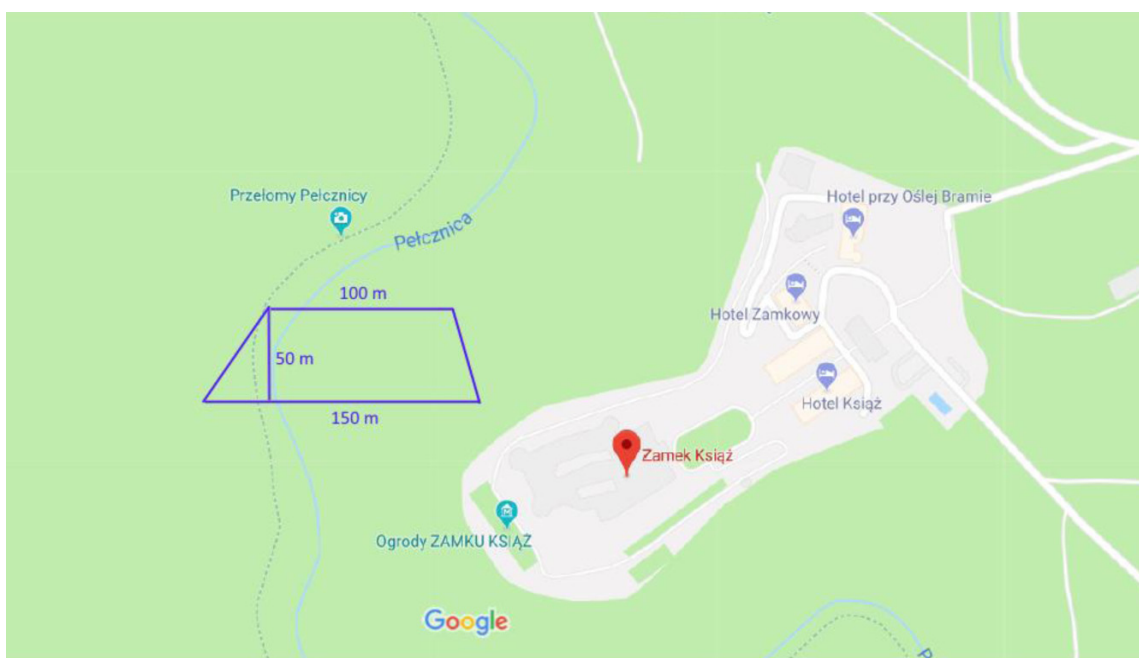 Przełomy Pełcznicy
Pełcznica
Hotel przy Oślej Bramie
100 m
Hotel Zamkowy
50 m
Hotel Książ
150 m
Zamek Książ
Ogrody ZAMKU KSIĄŻ
Google